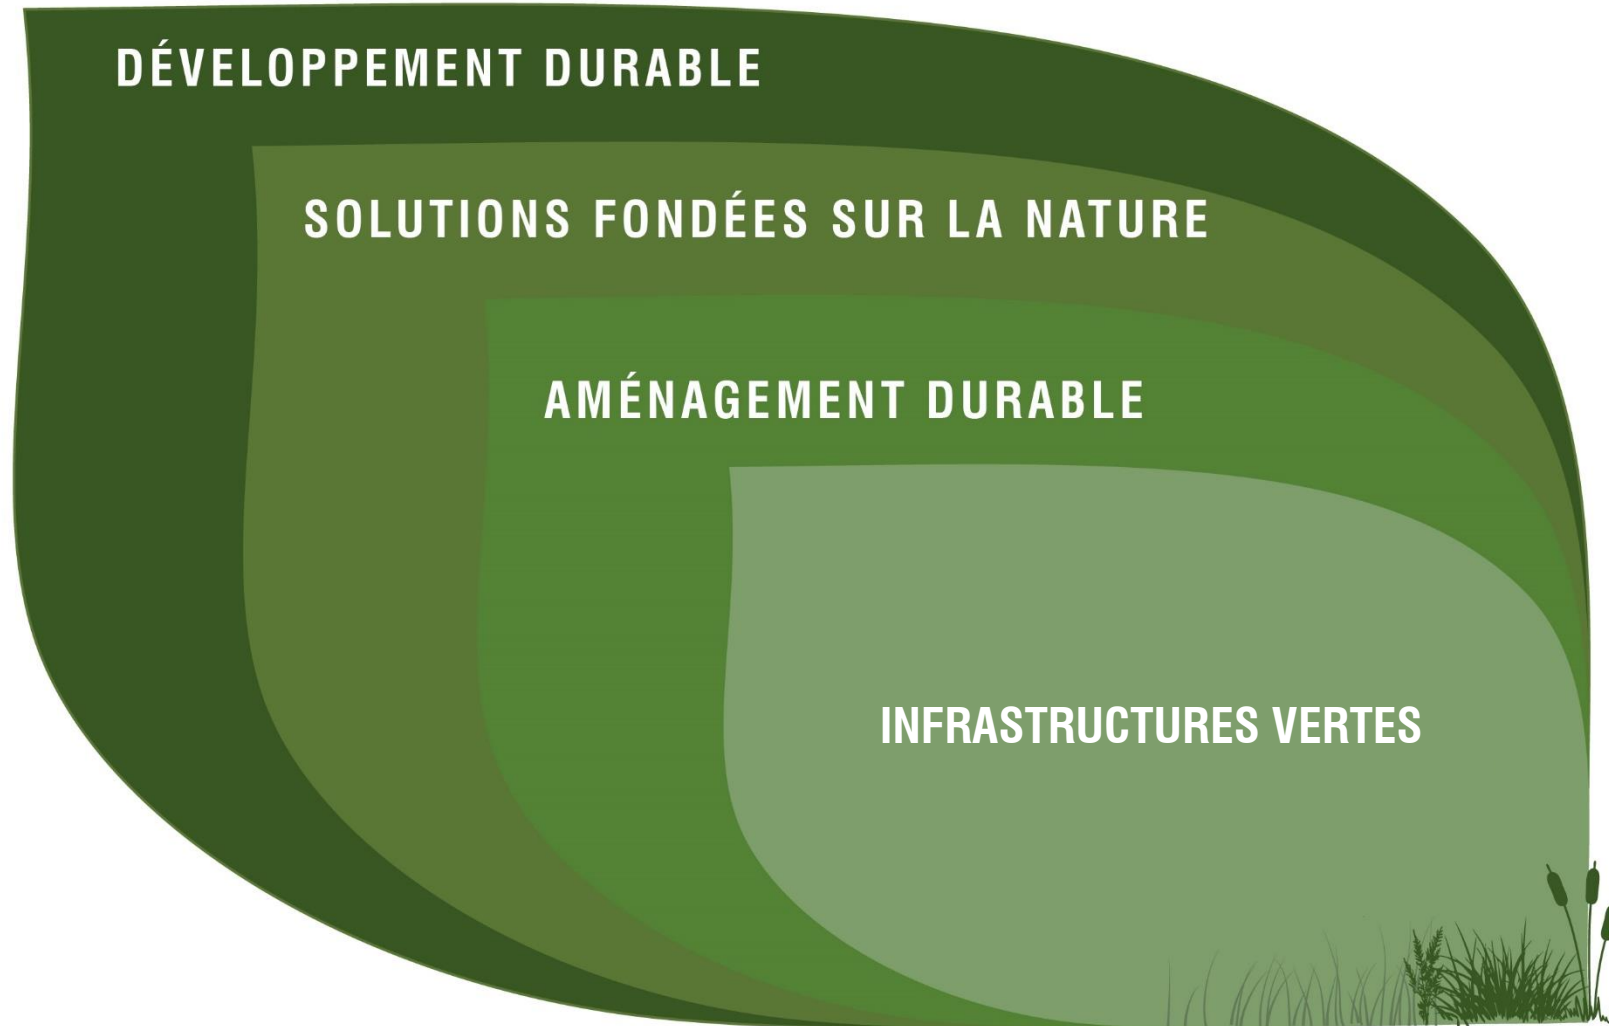 DÉVELOPPEMENT DURABLE
SOLUTIONS FONDÉES SUR LA NATURE
AMÉNAGEMENT DURABLE
INFRASTRUCTURES VERTES